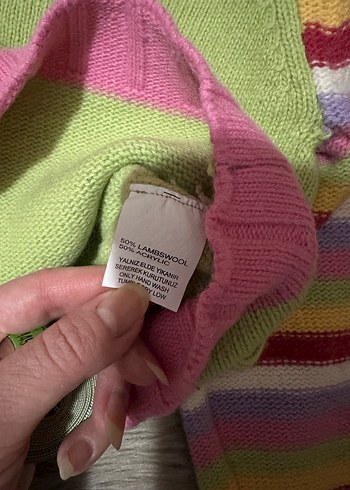 50% LAMBSWOOL
50% ACRYLIC
YALNIZ ELDE YIKANIR
SEREREK KURUTUNUZ
ONLY HAND WASH
TUMBLE DRY LOW